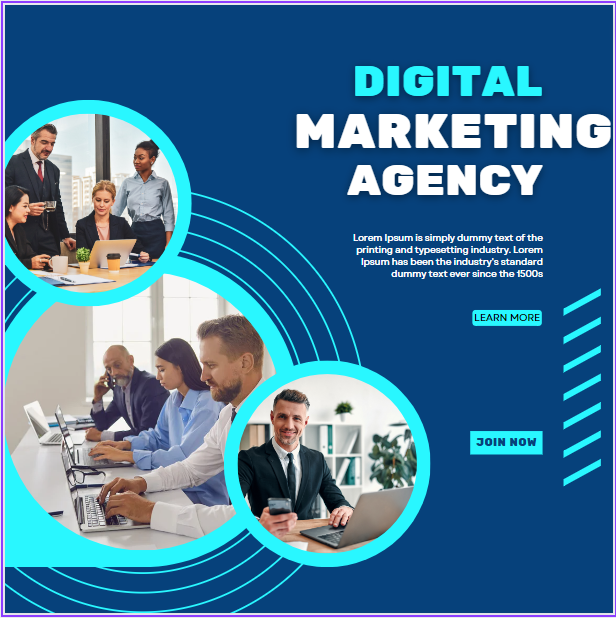 DIGITAL
MARKETING
AGENCY
Lorem Ipsum is simply dummy text of the
printing and typesetting industry. Lorem
Ipsum has been the industry's standard
dummy text ever since the 1500s
LEARN MORE
JOIN NOW